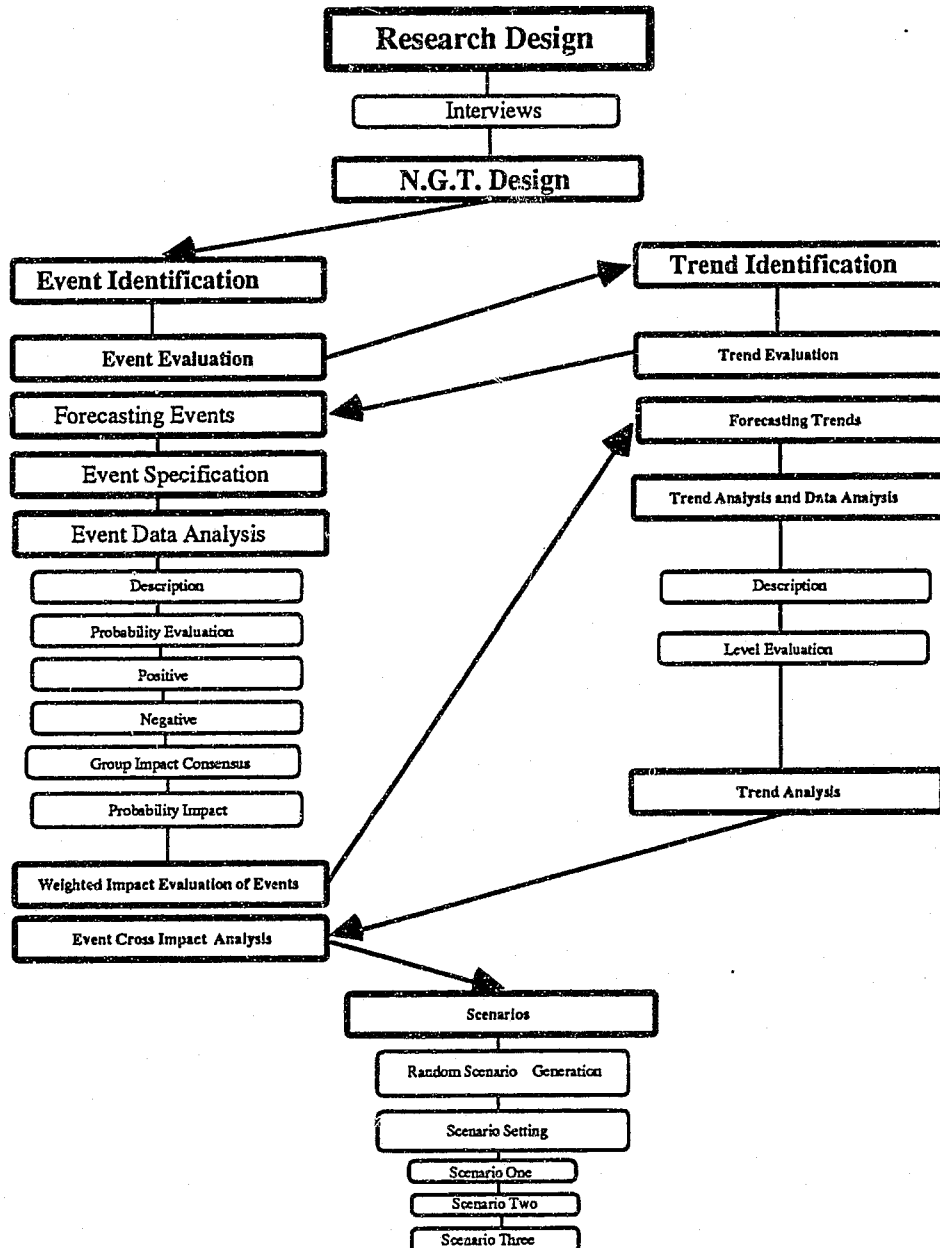 Research Design
Interviews
N.G.T. Design
Event Identification
Event Evaluation
Forecasting Events
Event Specification
Event Data Analysis
Description
Probability Evaluation
Positive
Negative
Group Impact Consensus
Probability Impact
Weighted Impact Evaluation of Events
Event Cross Impact Analysis
Trend Identification
Trend Evaluation
Forecasting Trends
Trend Analysis and Data Analysis
Description
Level Evaluation
Trend Analysis
Scenarios
Random Scenario Generation
Scenario Setting
Scenario One
Scenario Two
Scenario Three